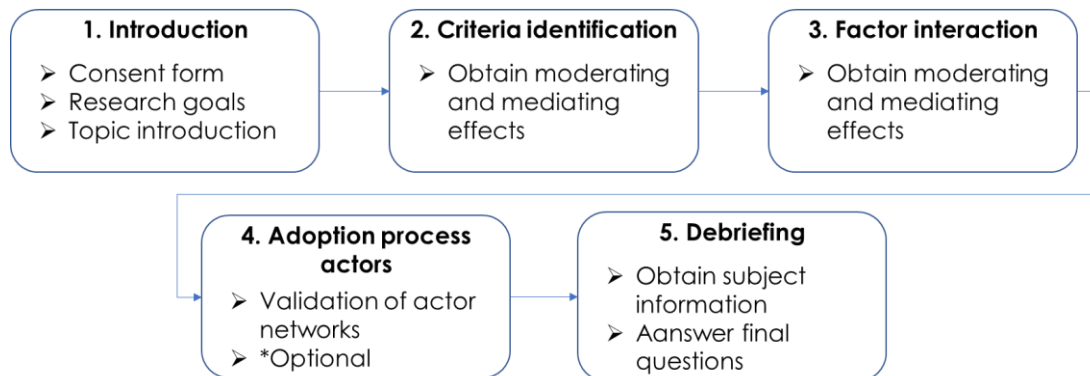 1. Introduction
➢ Consent form
➢ Research goals
➢ Topic introduction
2. Criteria identification
➢ Obtain moderating
and mediating
effects
3. Factor interaction
➢ Obtain moderating
and mediating
effects
4. Adoption process
actors
➢ Validation of actor
networks
➢ *Optional
5. Debriefing
➢ Obtain subject
information
➢ Aanswer final
questions